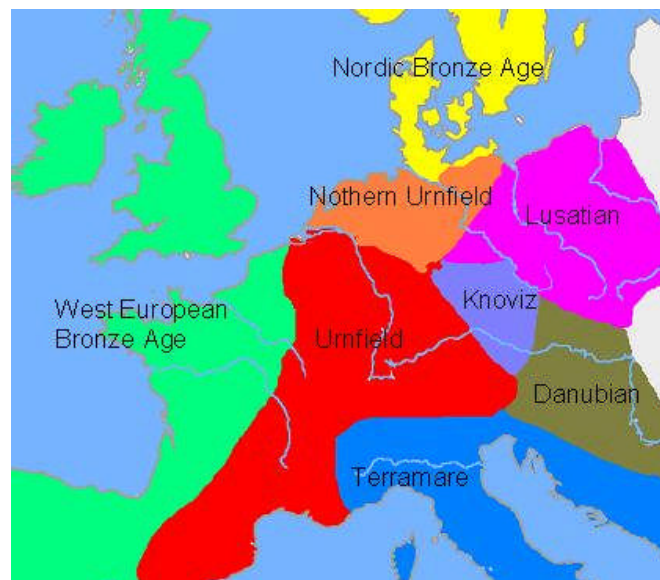 Nordic Bronze Age
Nothern Urnfield
Lusatian
West European
Bronze Age
Urnfield
Knoviz
Danubian
Terramare